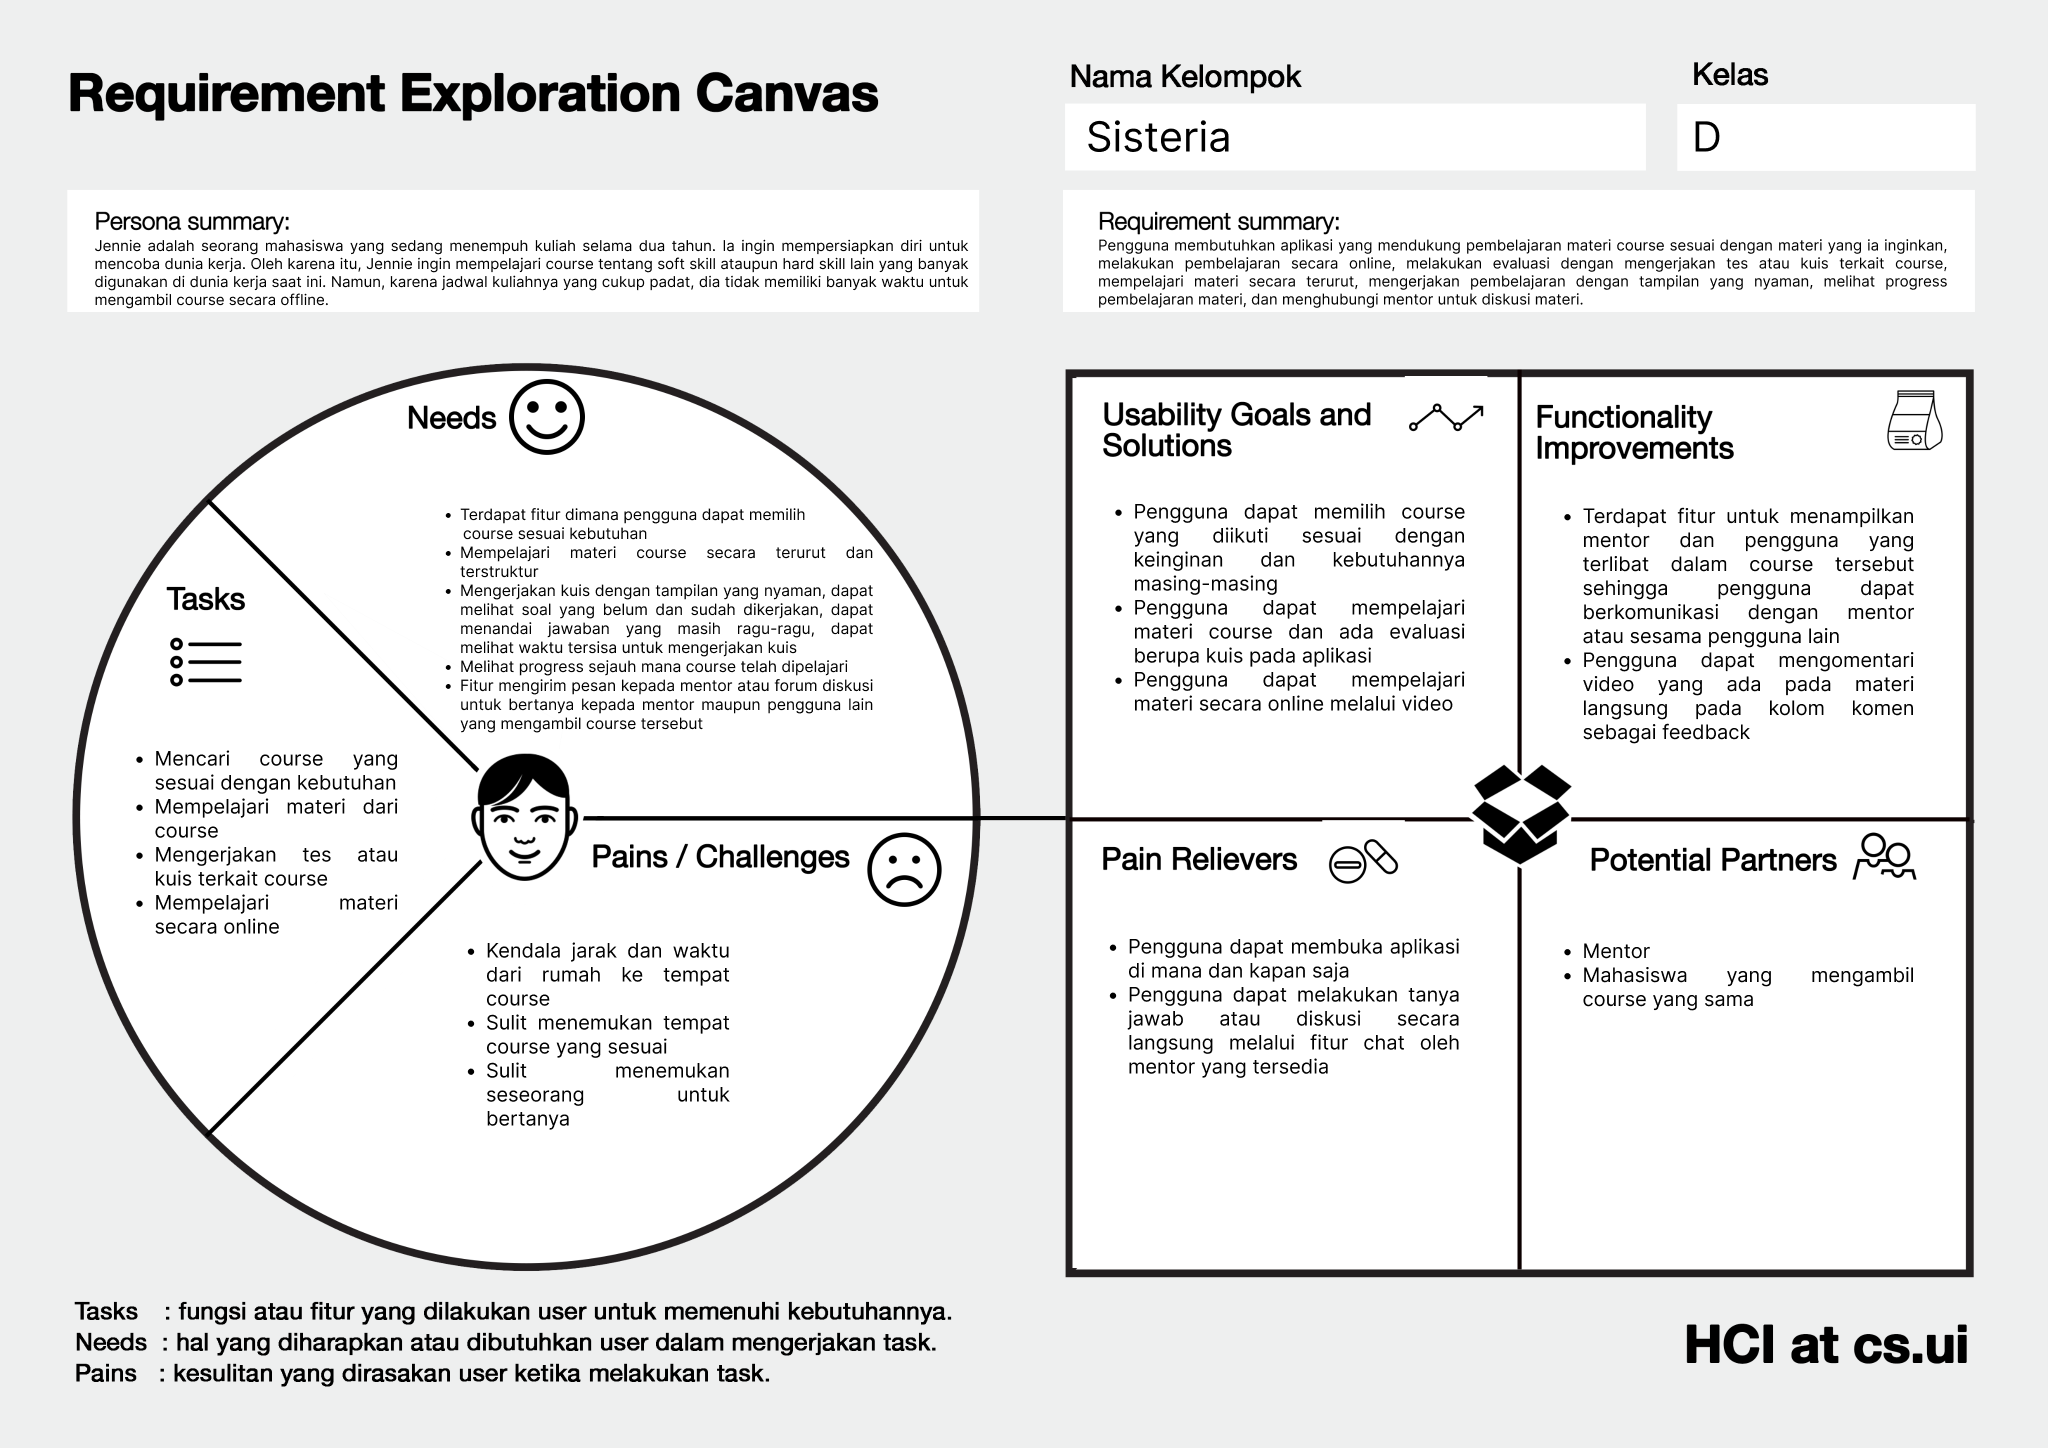 Requirement Exploration Canvas
Nama Kelompok
Sisteria
Kelas
D
Persona summary:
Jennie adalah seorang mahasiswa yang sedang menempuh kuliah selama dua tahun. Ia ingin mempersiapkan diri untuk
mencoba dunia kerja. Oleh karena itu, Jennie ingin mempelajari course tentang soft skill ataupun hard skill lain yang banyak
digunakan di dunia kerja saat ini. Namun, karena jadwal kuliahnya yang cukup padat, dia tidak memiliki banyak waktu untuk
mengambil course secara offline.
Requirement summary:
Pengguna membutuhkan aplikasi yang mendukung pembelajaran materi course sesuai dengan materi yang ia inginkan,
melakukan pembelajaran secara online, melakukan evaluasi dengan mengerjakan tes atau kuis terkait course,
mempelajari materi secara terurut, mengerjakan pembelajaran dengan tampilan yang nyaman, melihat progress
pembelajaran materi, dan menghubungi mentor untuk diskusi materi.
Needs
• Terdapat fitur dimana pengguna dapat memilih
course sesuai kebutuhan
• Mempelajari materi course secara terurut dan
terstruktur
• Mengerjakan kuis dengan tampilan yang nyaman, dapat
melihat soal yang belum dan sudah dikerjakan, dapat
menandai jawaban yang masih ragu-ragu, dapat
melihat waktu tersisa untuk mengerjakan kuis
• Melihat progress sejauh mana course telah dipelajari
• Fitur mengirim pesan kepada mentor atau forum diskusi
untuk bertanya kepada mentor maupun pengguna lain
yang mengambil course tersebut
Tasks
• Mencari course yang
sesuai dengan kebutuhan
• Mempelajari materi dari
course
• Mengerjakan tes atau
kuis terkait course
• Mempelajari materi
secara online
Pains / Challenges
• Kendala jarak dan waktu
dari rumah ke tempat
course
• Sulit menemukan tempat
course yang sesuai
• Sulit menemukan
seseorang untuk
bertanya
Usability Goals and
Solutions
• Pengguna dapat memilih course
yang diikuti sesuai dengan
keinginan dan kebutuhannya
masing-masing
• Pengguna dapat mempelajari
materi course dan ada evaluasi
berupa kuis pada aplikasi
• Pengguna dapat mempelajari
materi secara online melalui video
Functionality
Improvements
• Terdapat fitur untuk menampilkan
mentor dan pengguna yang
terlibat dalam course tersebut
sehingga pengguna dapat
berkomunikasi dengan mentor
atau sesama pengguna lain
• Pengguna dapat mengomentari
video yang ada pada materi
langsung pada kolom komen
sebagai feedback
Pain Relievers
• Pengguna dapat membuka aplikasi
di mana dan kapan saja
• Pengguna dapat melakukan tanya
jawab atau diskusi secara
langsung melalui fitur chat oleh
mentor yang tersedia
Potential Partners
• Mentor
• Mahasiswa yang mengambil
course yang sama
Tasks : fungsi atau fitur yang dilakukan user untuk memenuhi kebutuhannya.
Needs : hal yang diharapkan atau dibutuhkan user dalam mengerjakan task.
Pains : kesulitan yang dirasakan user ketika melakukan task.
HCI at cs.ui